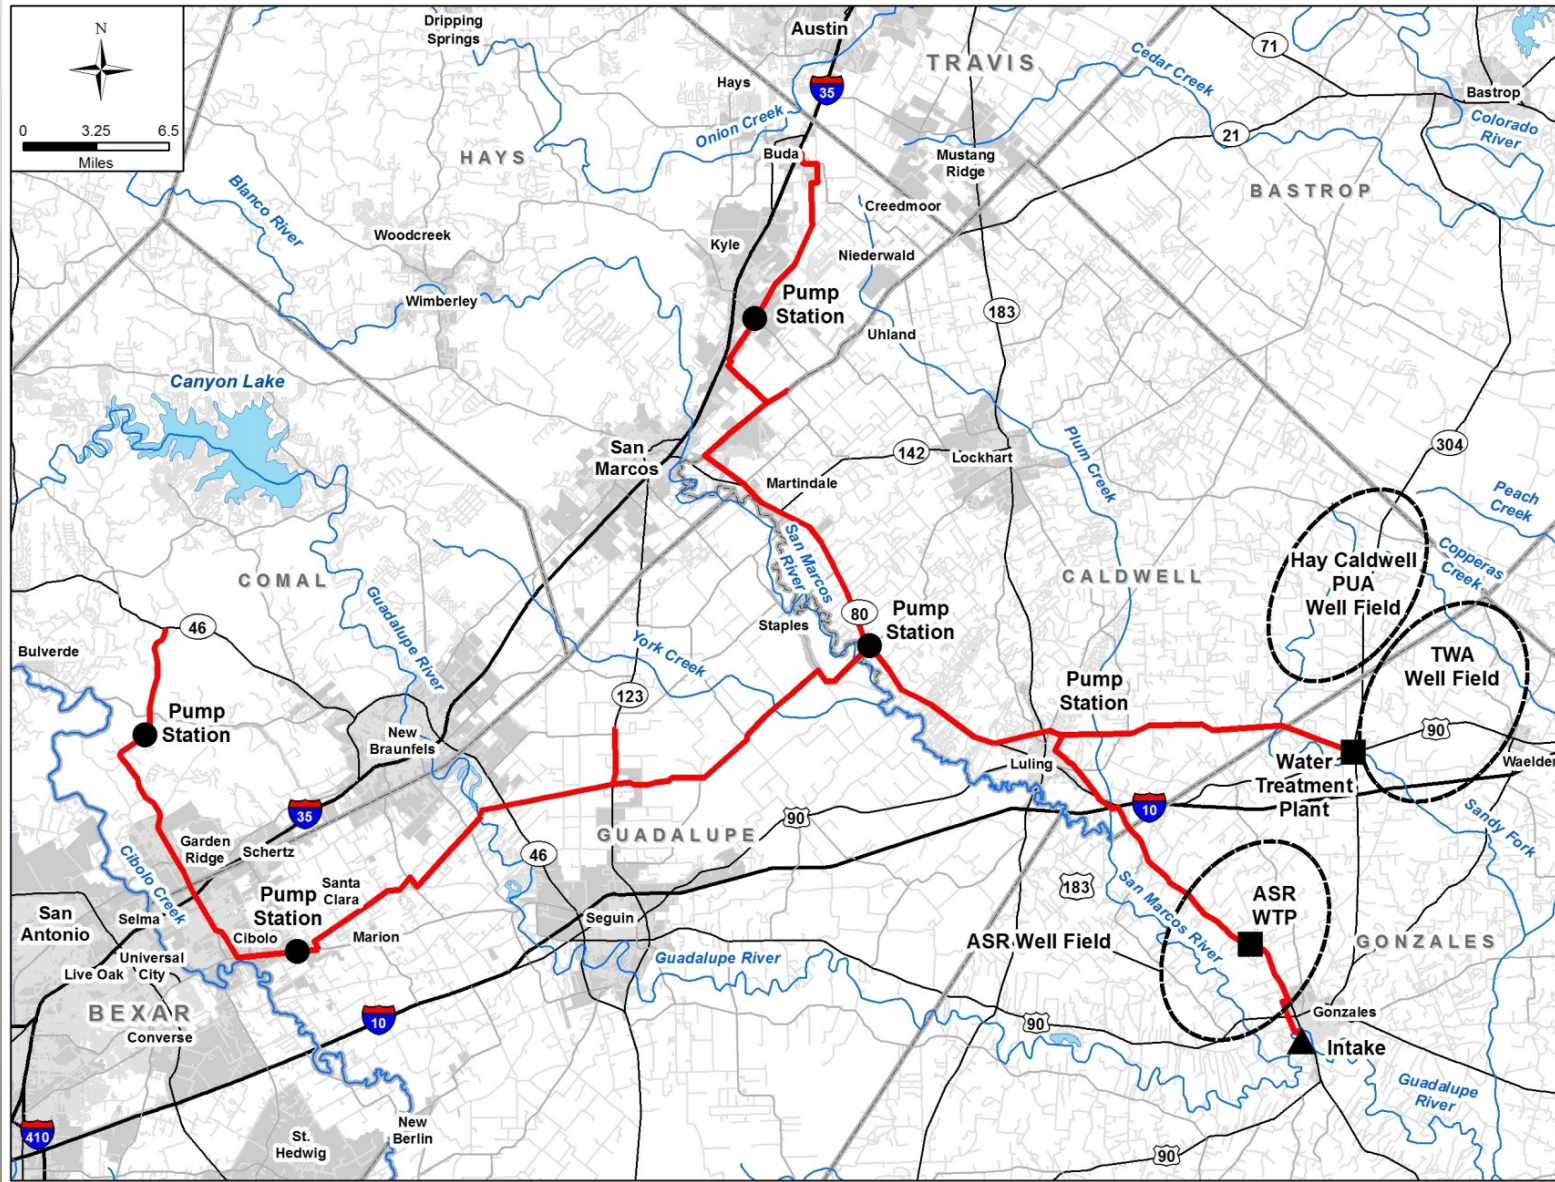 N
0 3.25 6.5
Miles
Dripping
Springs
Austin
TRAVIS
Cedar Creek
71
Bastrop
Colorado
River
Hays
35
Onion Creek
21
HAYS
Buda
Mustang
Ridge
BASTROP
Blanco River
Creedmoor
Woodcreek
Kyle
Niederwald
Wimberley
Pump
Station
183
Uhland
Canyon Lake
San
Marcos
142
Lockhart
Plum Creek
304
Martindale
Peach
Creek
San Marcos
River
Copperas
Creek
Hay Caldwell
PUA
Well Field
COMAL
CALDWELL
Guadalupe River
80
Pump
Station
46
Staples
York Creek
Bulverde
TWA
Well Field
123
Pump
Station
Pump
Station
New
Braunfels
90
Waelder
Luling
Water
Treatment
Plant
35
10
90
Sandy Fork
GUADALUPE
Garden
Ridge
Schertz
46
Cibolo Creek
Santa
Clara
Pump
Station
183
San Marcos River
ASR
WTP
San
Antonio
Selma
Cibolo
Marion
Seguin
ASR Well Field
GONZALES
Universal
City
Live Oak
Guadalupe River
BEXAR
Converse
10
90
Gonzales
Intake
Guadalupe
River
410
St.
Hedwig
New
Berlin
90